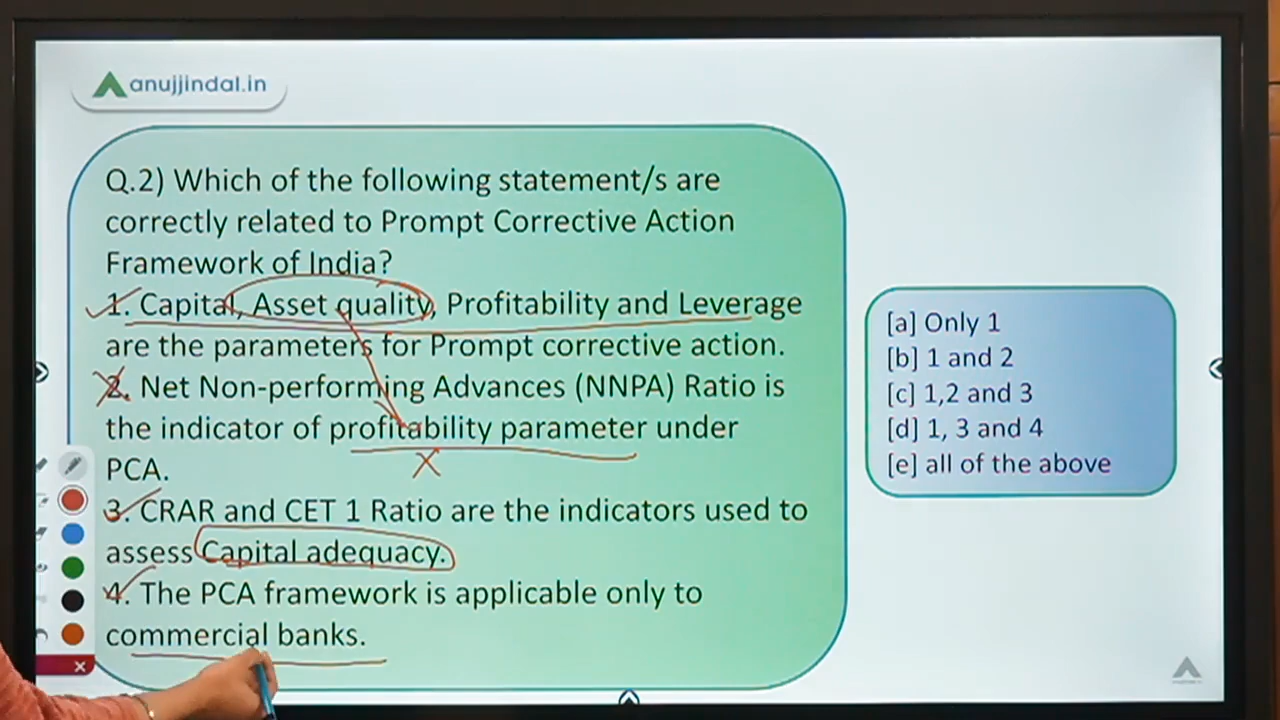 anujjindal.in
Q.2) Which of the following statement/s are
correctly related to Prompt Corrective Action
Framework of India?
1. Capital, Asset quality, Profitability and Leverage
are the parameters for Prompt corrective action.
2. Net Non-performing Advances (NNPA) Ratio is
the indicator of profitability parameter under
PCA.
3. CRAR and CET 1 Ratio are the indicators used to
assess Capital adequacy.
4. The PCA framework is applicable only to
commercial banks.
[a] Only 1
[b] 1 and 2
[c] 1,2 and 3
[d] 1, 3 and 4
[e] all of the above